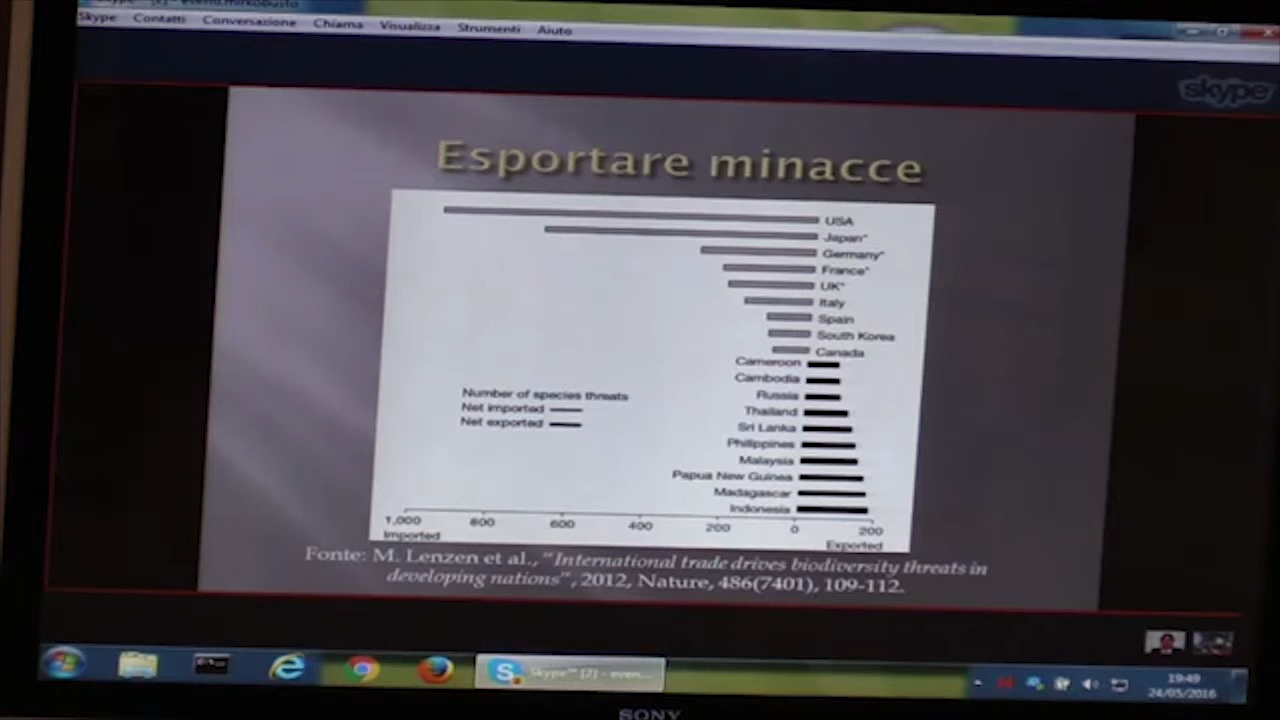 Skype Contatti Conversazione Chiama Visualizza Strumenti Aiuto
skype
Esportare minacce
USA
Japan*
Germany*
France*
UK*
Italy
Spain
South Korea
Canada
Cameroon
Cambodia
Russia
Thailand
Sri Lanka
Philippines
Malaysia
Papua New Guinea
Madagascar
Indonesia
Number of species threats
Net imported
Net exported
1,000 800 600 400 200 0 200
Imported Exported
Fonte: M. Lenzen et al., "International trade drives biodiversity threats in
developing nations", 2012, Nature, 486(7401), 109-112.
Skype™ [2] - even...
19:49
24/05/2016
SONY